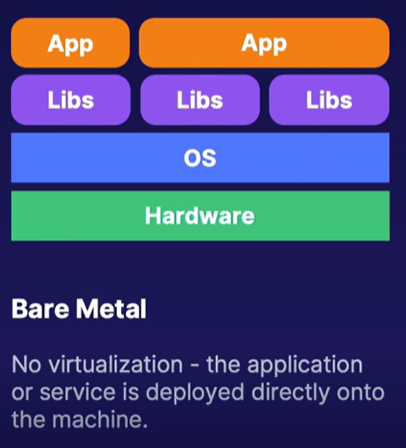 App App
Libs Libs Libs
OS
Hardware
Bare Metal
No virtualization - the application
or service is deployed directly onto
the machine.